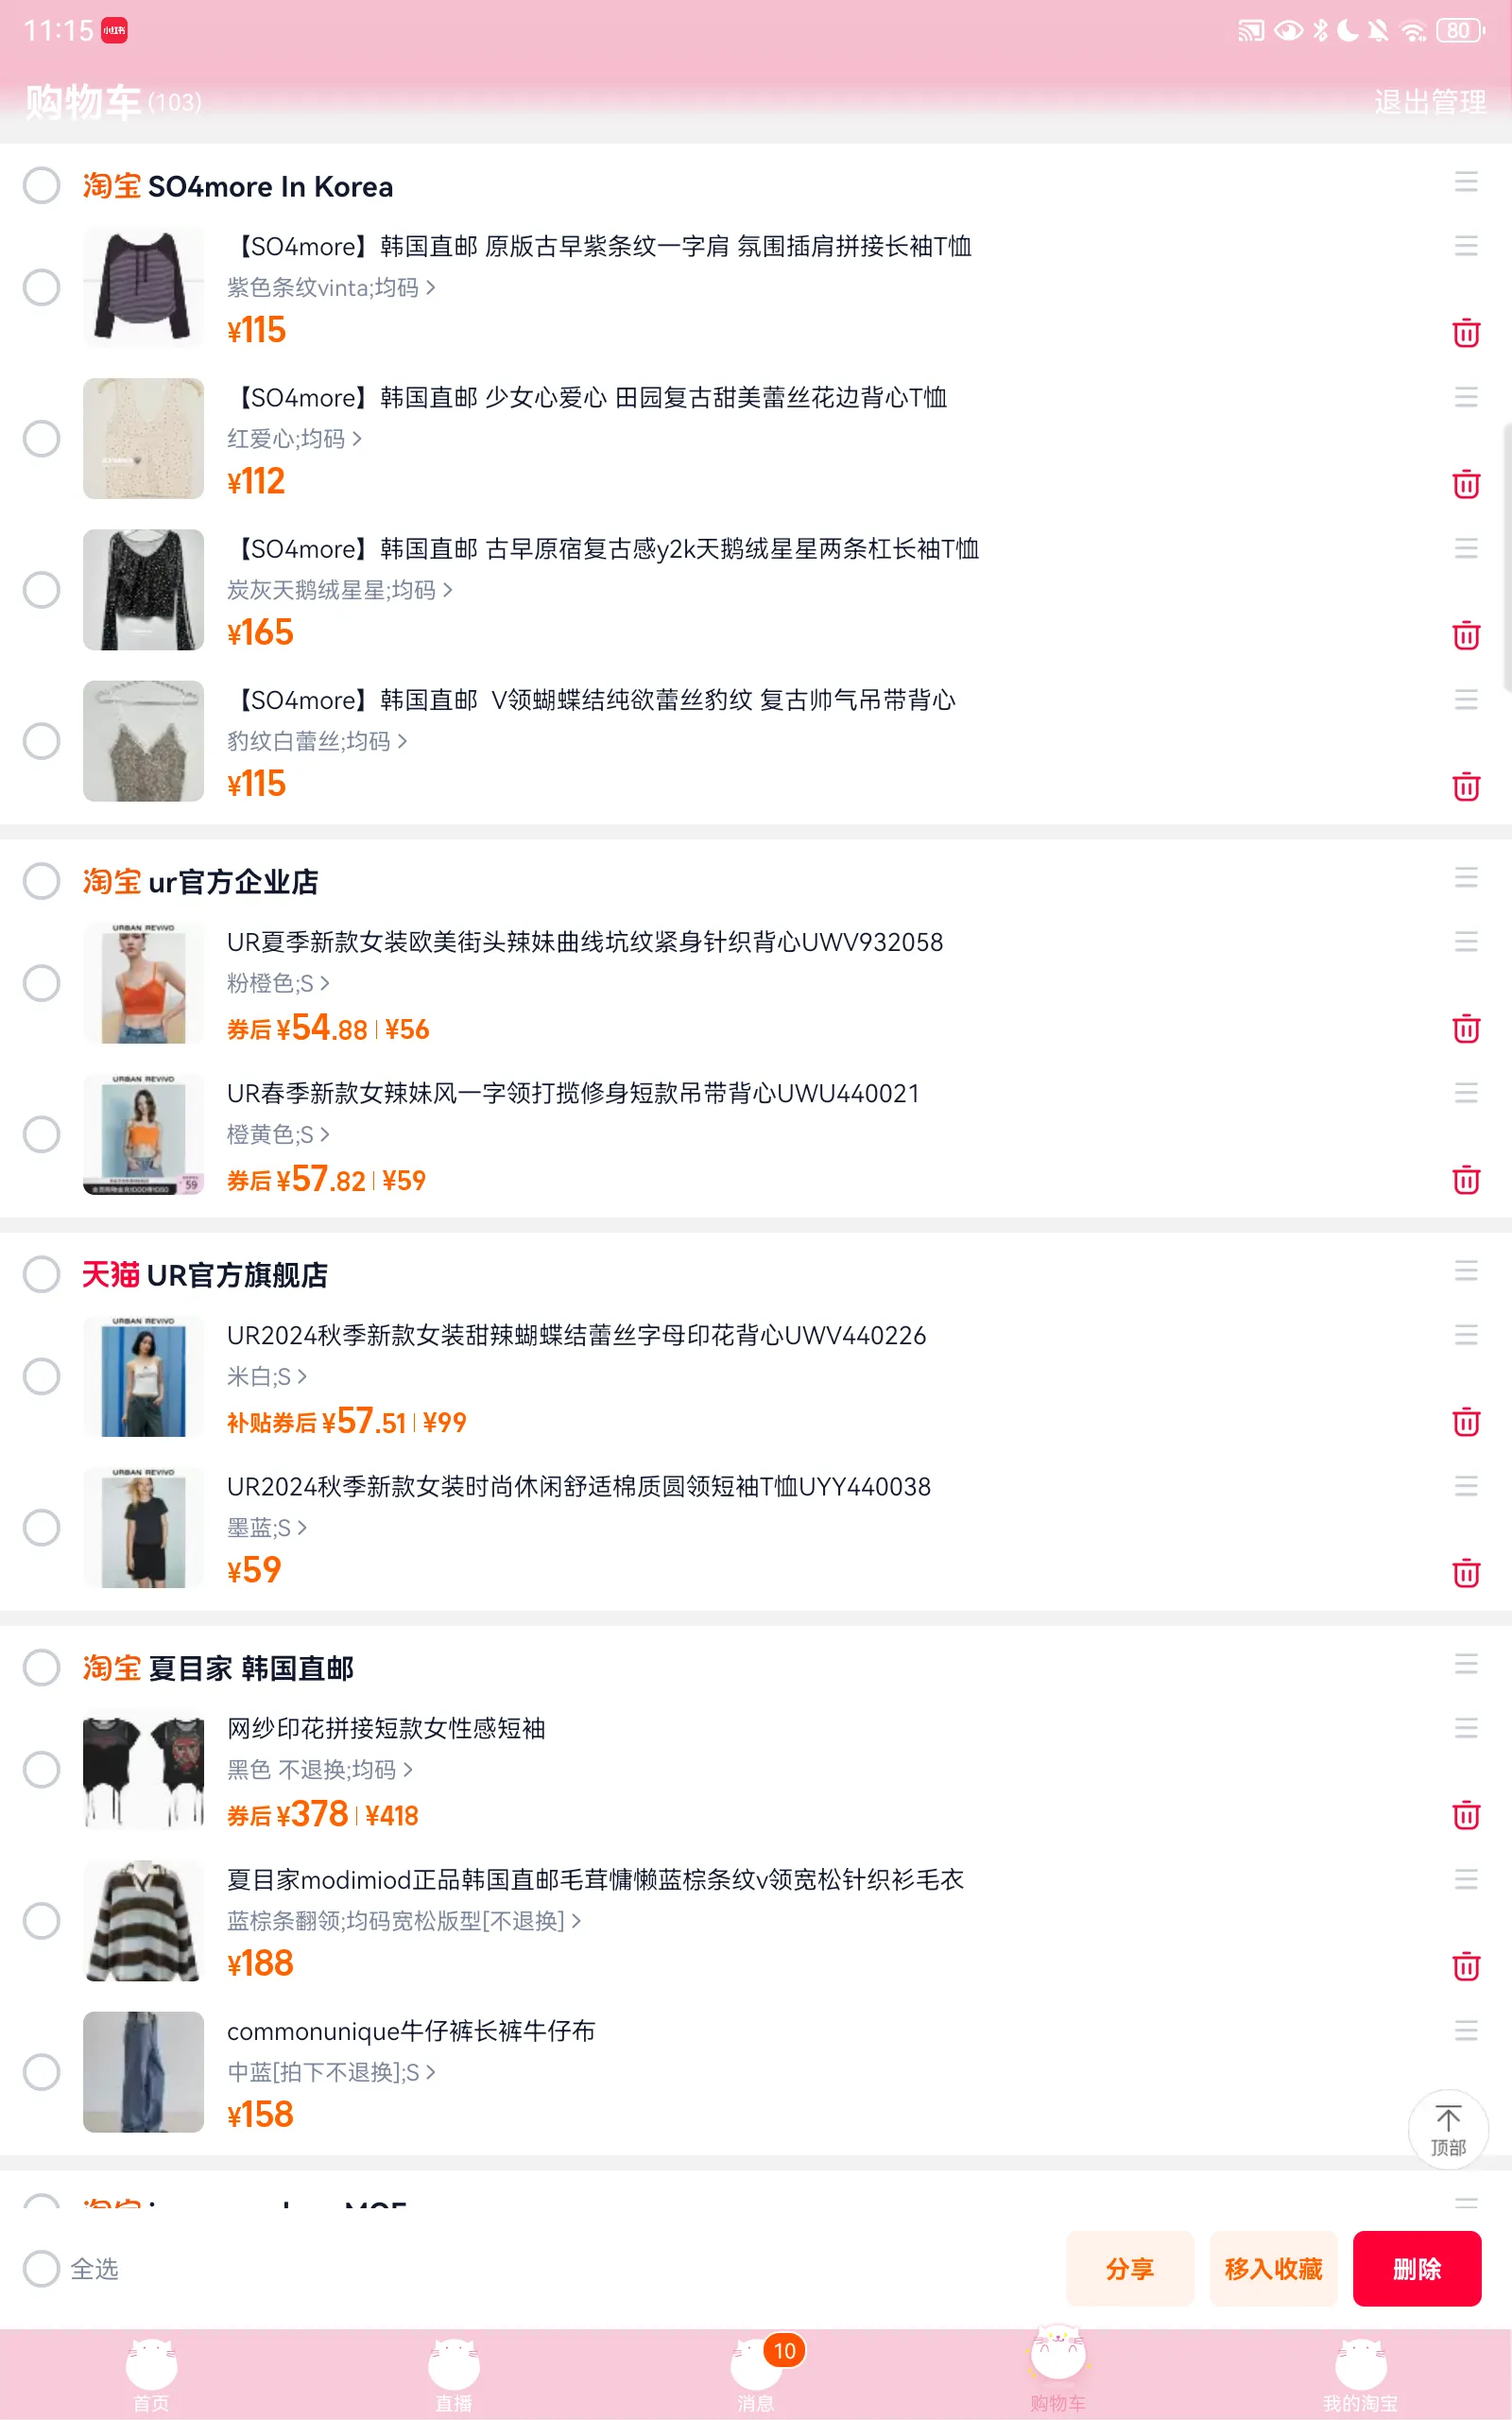 11:15
小红书
80
购物车(103)
退出管理
淘宝 SO4more In Korea
【SO4more】韩国直邮 原版古早紫条纹一字肩 氛围插肩拼接长袖T恤
紫色条纹vinta;均码
¥115
【SO4more】韩国直邮 少女心爱心 田园复古甜美蕾丝花边背心T恤
红爱心;均码
¥112
【SO4more】韩国直邮 古早原宿复古感y2k天鹅绒星星两条杠长袖T恤
炭灰天鹅绒星星;均码
¥165
【SO4more】韩国直邮 V领蝴蝶结纯欲蕾丝豹纹 复古帅气吊带背心
豹纹白蕾丝;均码
¥115
淘宝 ur官方企业店
URBAN REVIVO
UR夏季新款女装欧美街头辣妹曲线坑纹紧身针织背心UWV932058
粉橙色;S
券后 ¥54.88 | ¥56
URBAN REVIVO
59
UR春季新款女辣妹风一字领打揽修身短款吊带背心UWU440021
橙黄色;S
券后 ¥57.82 | ¥59
天猫 UR官方旗舰店
URBAN REVIVO
UR2024秋季新款女装甜辣蝴蝶结蕾丝字母印花背心UWV440226
米白;S
补贴券后 ¥57.51 | ¥99
URBAN REVIVO
UR2024秋季新款女装时尚休闲舒适棉质圆领短袖T恤UYY440038
墨蓝;S
¥59
淘宝 夏目家 韩国直邮
网纱印花拼接短款女性感短袖
黑色 不退换;均码
券后 ¥378 | ¥418
夏目家modimiod正品韩国直邮毛茸慵懒蓝棕条纹v领宽松针织衫毛衣
蓝棕条翻领;均码宽松版型[不退换]
¥188
commonunique牛仔裤长裤牛仔布
中蓝[拍下不退换];S
¥158
顶部
淘宝
全选
分享
移入收藏
删除
首页
直播
10
消息
购物车
我的淘宝